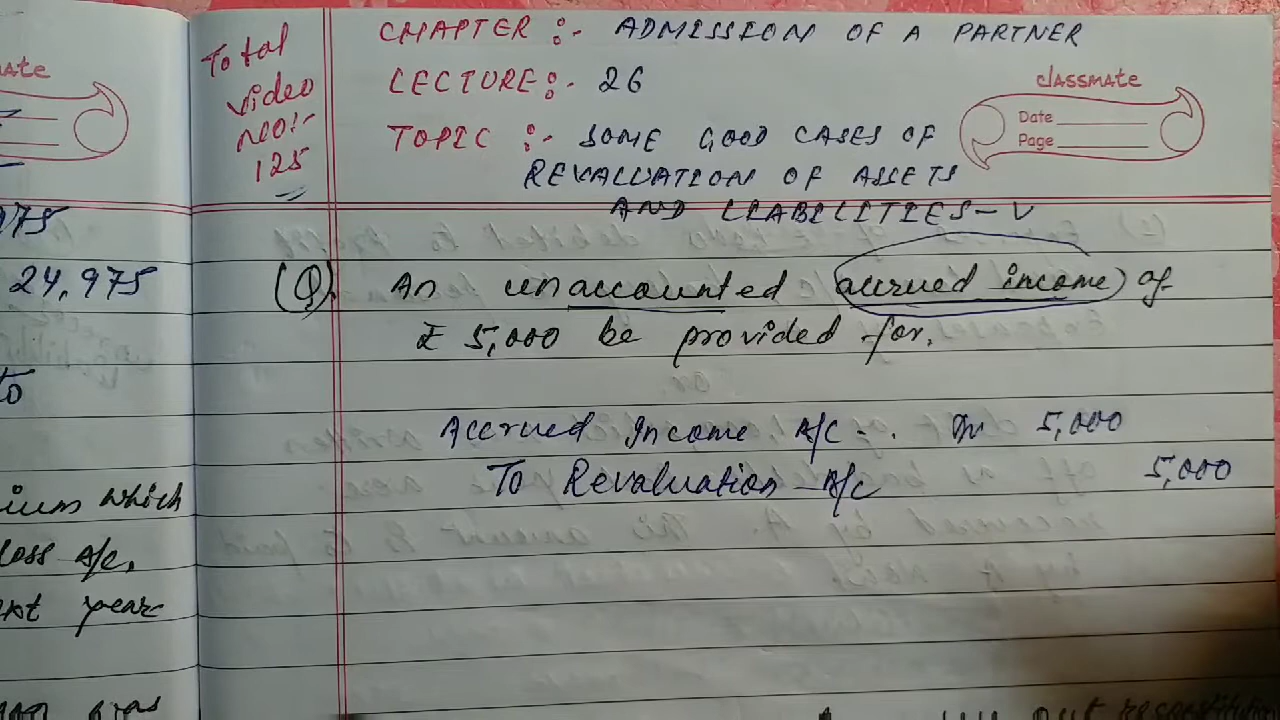 CHAPTER :- ADMISSION OF A PARTNER
LECTURE :- 26
TOPIC :- SOME GOOD CASES OF
REVALUATION OF ASSETS
AND LIABILITIES-V
Total
video
no:-
125
classmate
Date
Page
(Q). An unaccounted accrued income of
₹ 5,000 be provided for.
Accrued Income A/C .. Dr 5,000
To Revaluation A/C 5,000
24,975
to
which
loss A/c,
year